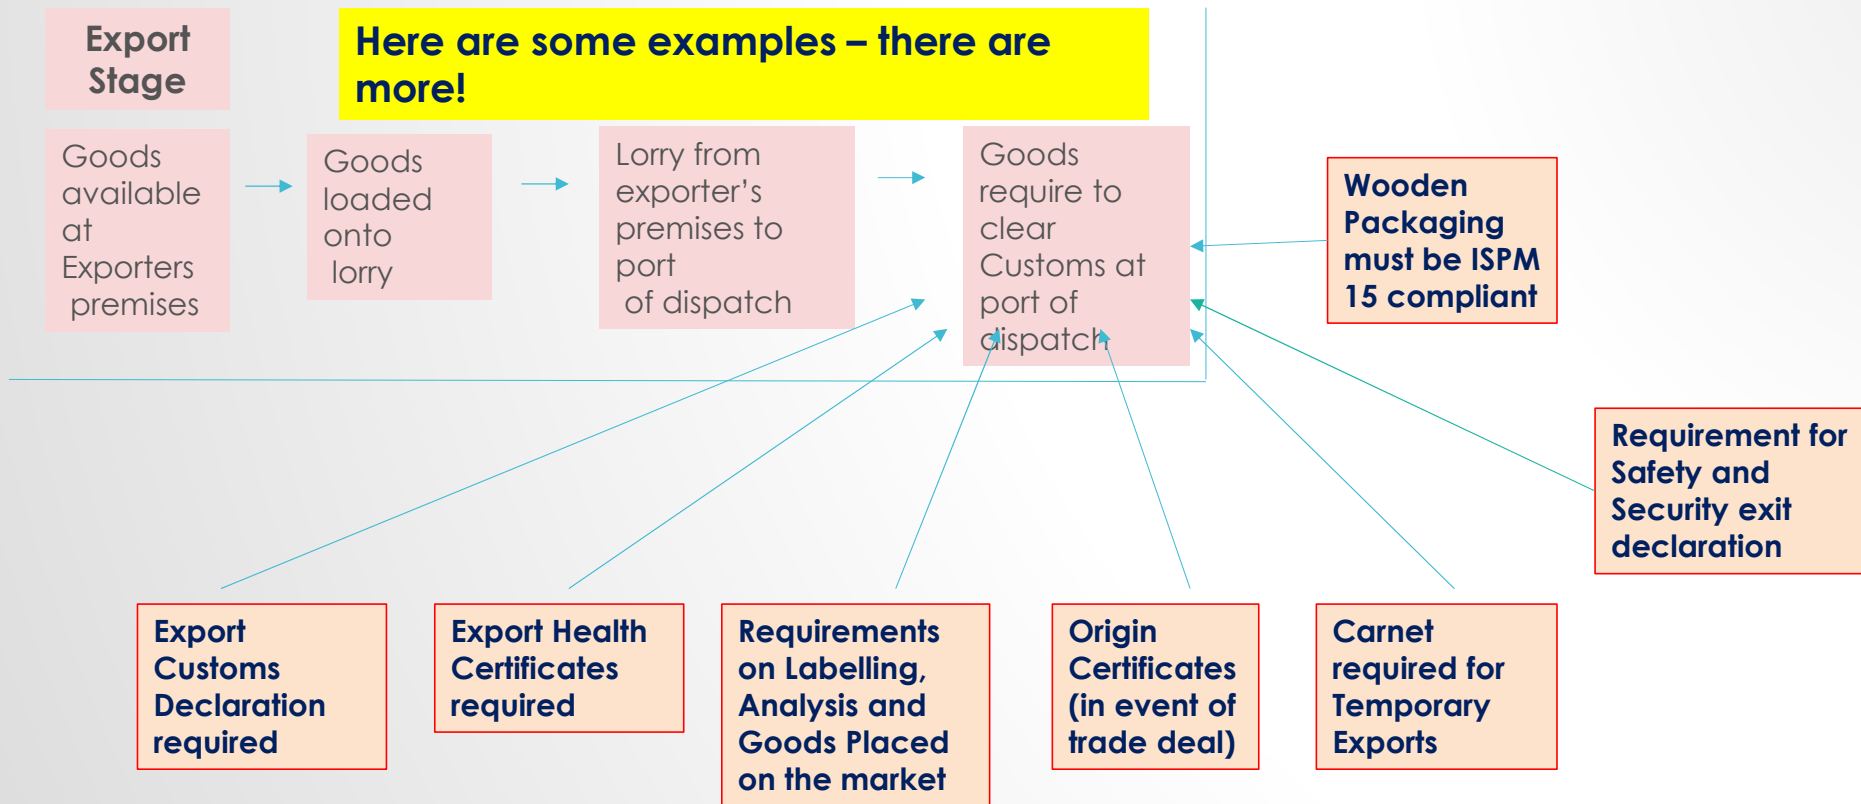 Export
Stage
Here are some examples – there are
more!
Goods
available
at
Exporters
premises
Goods
loaded
onto
lorry
Lorry from
exporter’s
premises to
port
of dispatch
Goods
require to
clear
Customs at
port of
dispatch
Wooden
Packaging
must be ISPM
15 compliant
Requirement for
Safety and
Security exit
declaration
Export
Customs
Declaration
required
Export Health
Certificates
required
Requirements
on Labelling,
Analysis and
Goods Placed
on the market
Origin
Certificates
(in event of
trade deal)
Carnet
required for
Temporary
Exports